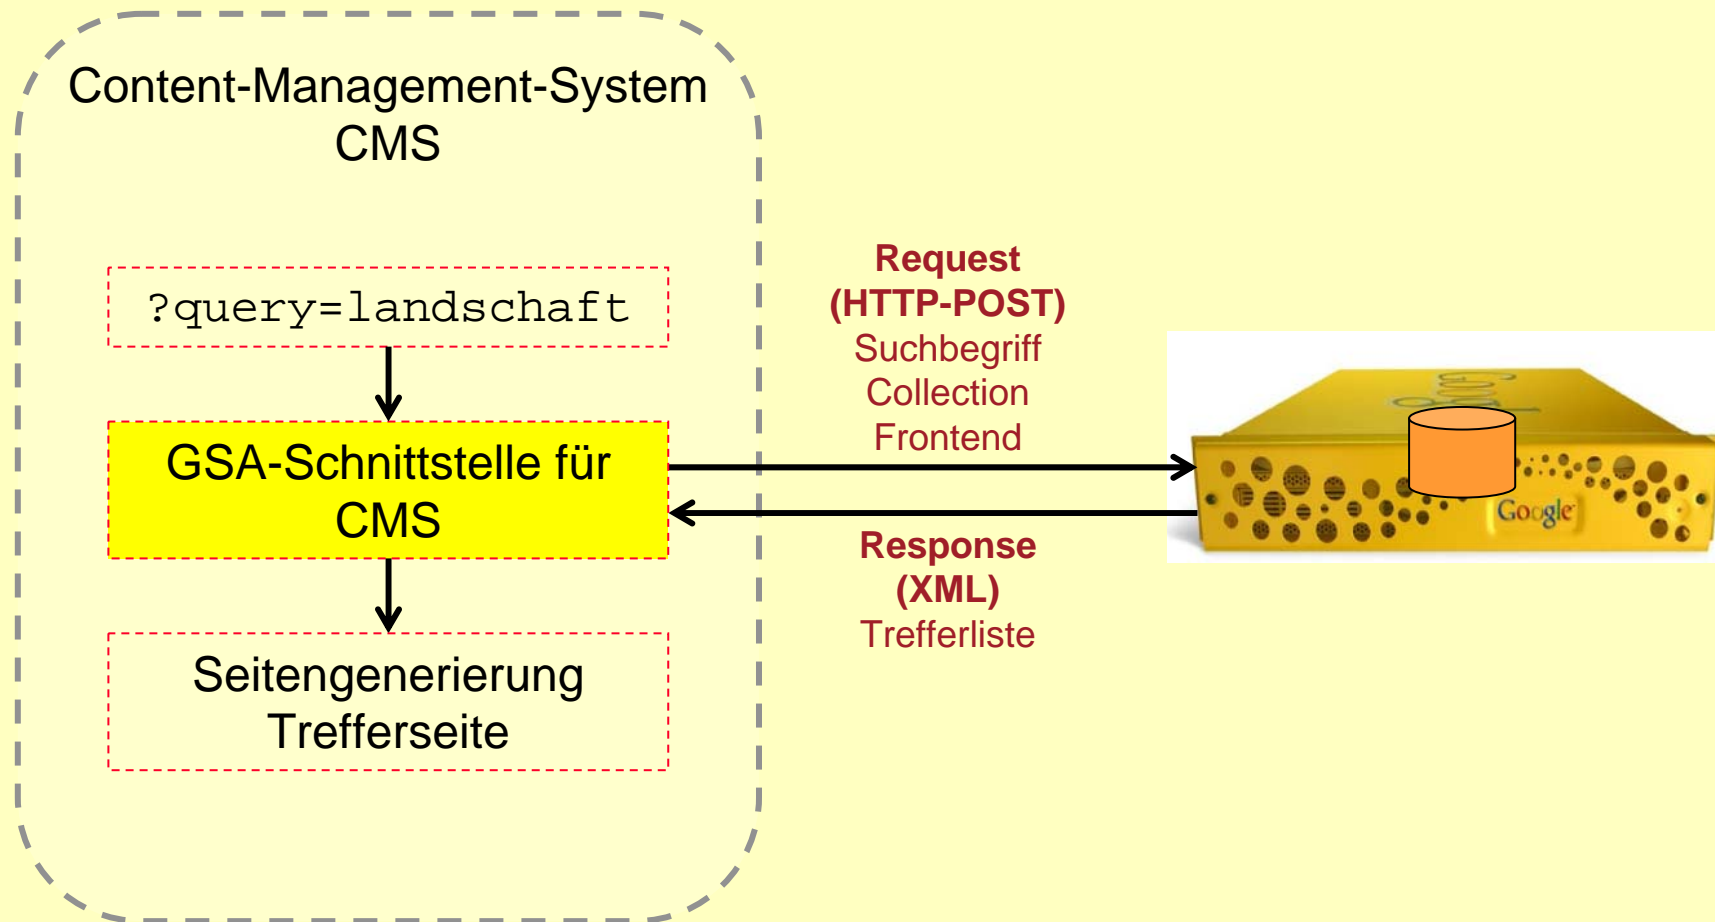 Content-Management-System
CMS
?query=landschaft
GSA-Schnittstelle für
CMS
Seitengenerierung
Trefferseite
Request
(HTTP-POST)
Suchbegriff
Collection
Frontend
Response
(XML)
Trefferliste
Google
Google